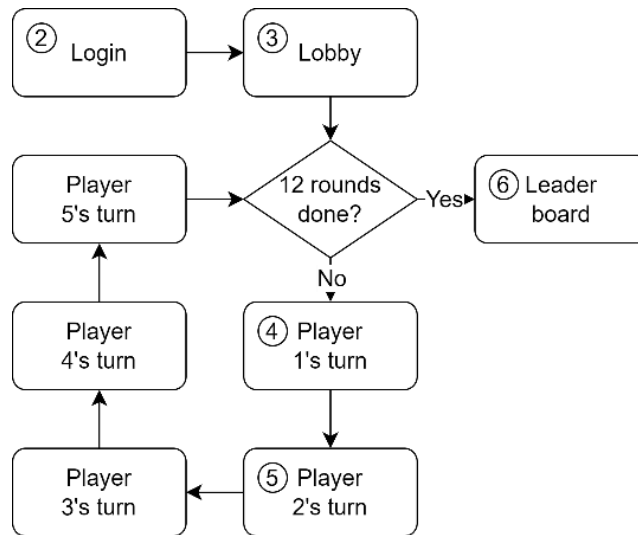 ② Login
③ Lobby
12 rounds
done?
Yes
⑥ Leader
board
No
④ Player
1's turn
⑤ Player
2's turn
Player
3's turn
Player
4's turn
Player
5's turn